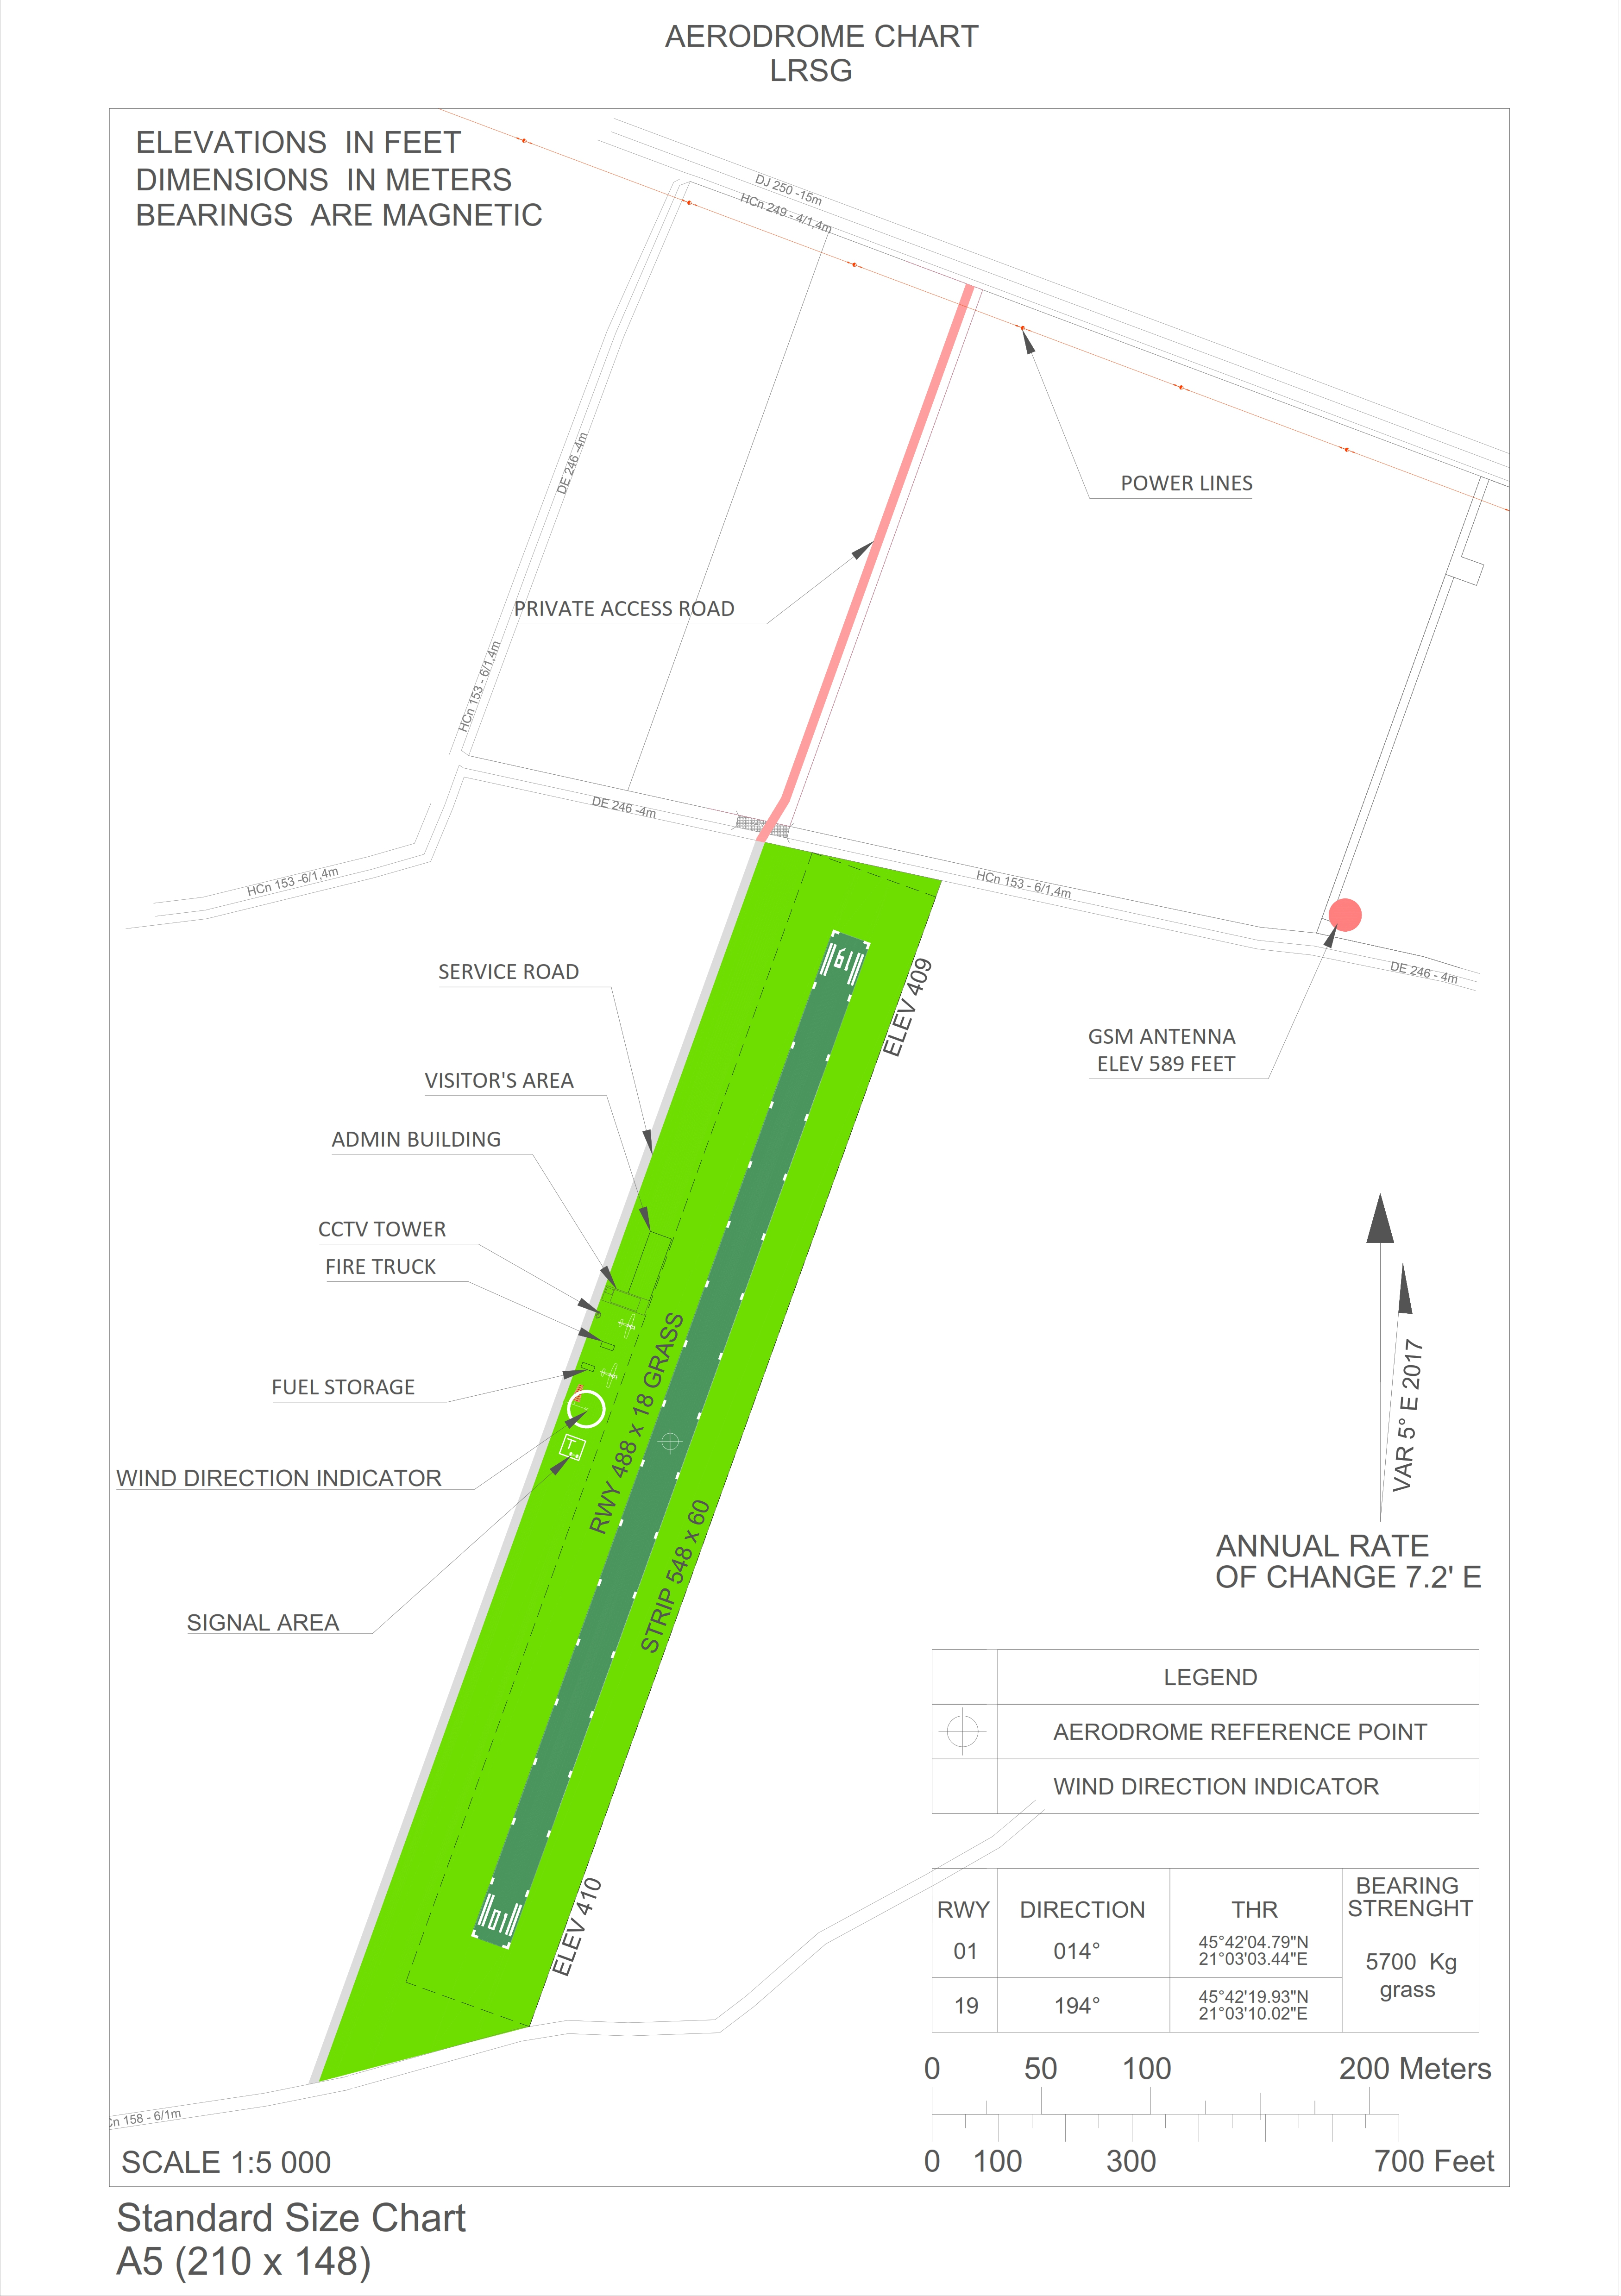 AERODROME CHART
LRSG
ELEVATIONS IN FEET
DIMENSIONS IN METERS
BEARINGS ARE MAGNETIC
DJ 250 -15m
HCn 249 - 4/1,4m
DE 246 -4m
POWER LINES
PRIVATE ACCESS ROAD
HCn 153 - 6/1,4m
DE 246 -4m
HCn 153 -6/1,4m
HCn 153 - 6/1,4m
DE 246 - 4m
19
SERVICE ROAD
ELEV 409
GSM ANTENNA
ELEV 589 FEET
VISITOR'S AREA
ADMIN BUILDING
CCTV TOWER
FIRE TRUCK
FUEL STORAGE
RWY 488 x 18 GRASS
VAR 5° E 2017
T
WIND DIRECTION INDICATOR
STRIP 548 x 60
ANNUAL RATE
OF CHANGE 7.2' E
SIGNAL AREA
LEGEND
AERODROME REFERENCE POINT
WIND DIRECTION INDICATOR
01
ELEV 410
RWY DIRECTION THR BEARING STRENGHT
01 014° 45°42'04.79"N 21°03'03.44"E 5700 Kg grass
19 194° 45°42'19.93"N 21°03'10.02"E
0 50 100 200 Meters
0 100 300 700 Feet
Cn 158 - 6/1m
SCALE 1:5 000
Standard Size Chart
A5 (210 x 148)